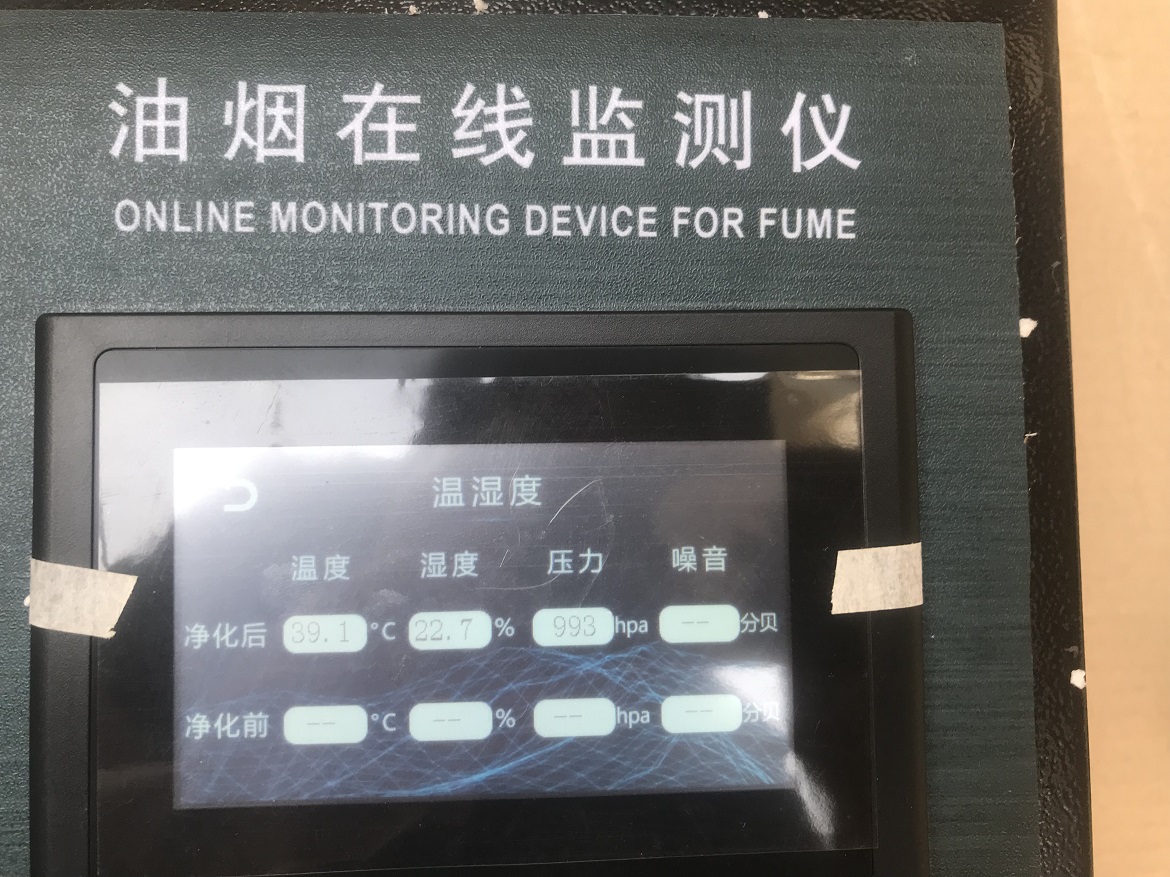 油烟在线监测仪
ONLINE MONITORING DEVICE FOR FUME
温湿度
温度 湿度 压力 噪音
净化后 39.1 °C 22.7 % 993 hpa -- 分贝
净化前 -- °C -- % -- hpa -- 分贝